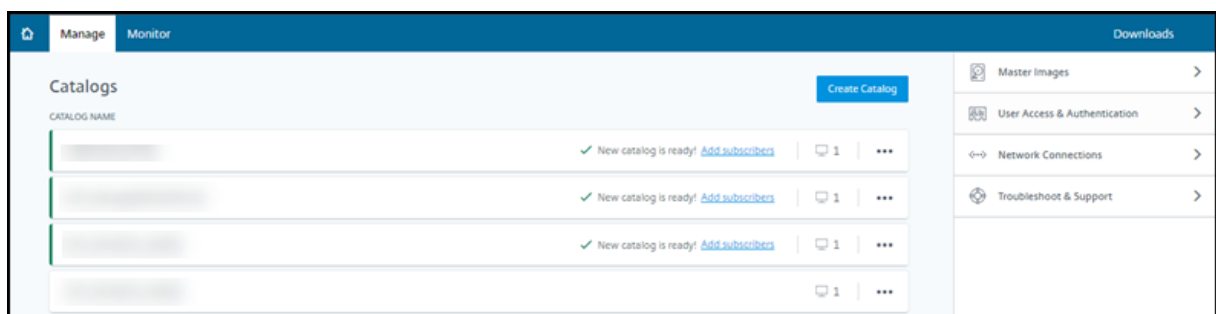 Manage Monitor Downloads
Catalogs
Create Catalog
CATALOG NAME
✓ New catalog is ready! Add subscribers 1 •••
✓ New catalog is ready! Add subscribers 1 •••
✓ New catalog is ready! Add subscribers 1 •••
1 •••
Master Images
User Access & Authentication
Network Connections
Troubleshoot & Support